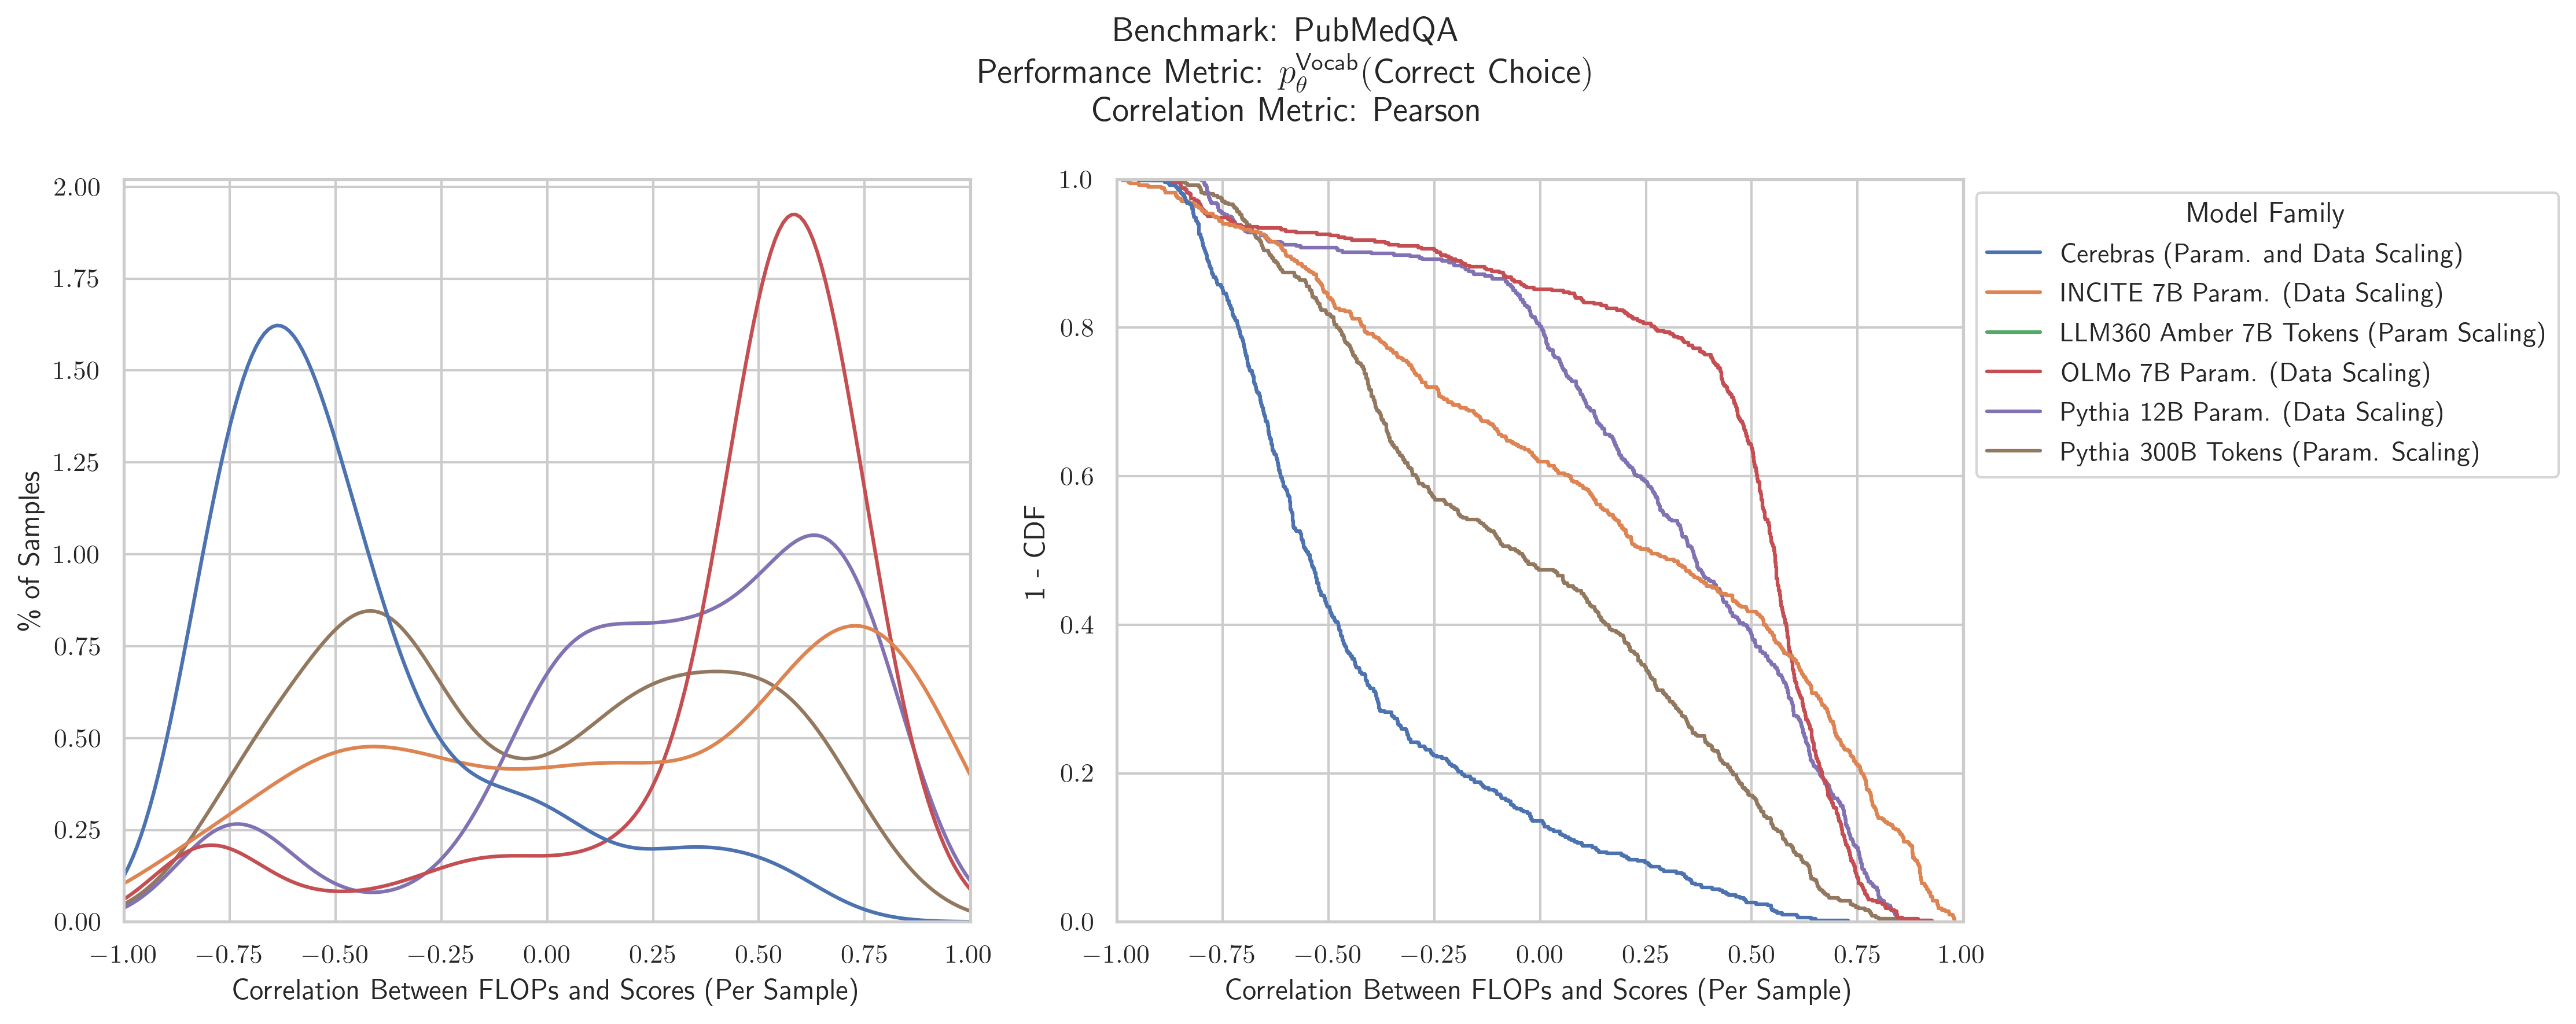 Benchmark: PubMedQA
Performance Metric: $p_\theta^{\text{Vocab}}$(Correct Choice)
Correlation Metric: Pearson
2.00
1.75
1.50
1.25
1.00
0.75
0.50
0.25
0.00
% of Samples
−1.00 −0.75 −0.50 −0.25 0.00 0.25 0.50 0.75 1.00
Correlation Between FLOPs and Scores (Per Sample)
1.0
0.8
0.6
0.4
0.2
0.0
1 - CDF
−1.00 −0.75 −0.50 −0.25 0.00 0.25 0.50 0.75 1.00
Correlation Between FLOPs and Scores (Per Sample)
Model Family
Cerebras (Param. and Data Scaling)
INCITE 7B Param. (Data Scaling)
LLM360 Amber 7B Tokens (Param Scaling)
OLMo 7B Param. (Data Scaling)
Pythia 12B Param. (Data Scaling)
Pythia 300B Tokens (Param. Scaling)